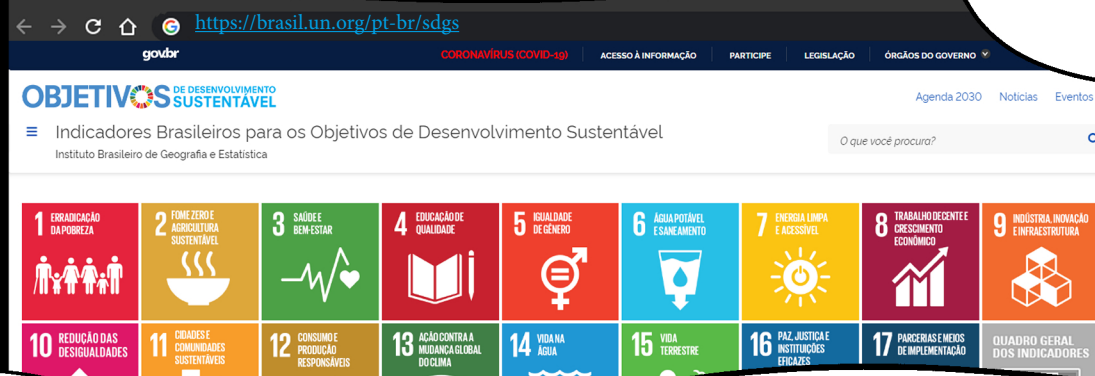 https://brasil.un.org/pt-br/sdgs
gov.br CORONAVÍRUS (COVID-19) ACESSO À INFORMAÇÃO PARTICIPE LEGISLAÇÃO ÓRGÃOS DO GOVERNO
OBJETIVOS DE DESENVOLVIMENTO SUSTENTÁVEL
Agenda 2030 Notícias Eventos
Indicadores Brasileiros para os Objetivos de Desenvolvimento Sustentável
Instituto Brasileiro de Geografia e Estatística
O que você procura?
1 ERRADICAÇÃO DA POBREZA
2 FOME ZERO E AGRICULTURA SUSTENTÁVEL
3 SAÚDE E BEM-ESTAR
4 EDUCAÇÃO DE QUALIDADE
5 IGUALDADE DE GÊNERO
6 ÁGUA POTÁVEL E SANEAMENTO
7 ENERGIA LIMPA E ACESSÍVEL
8 TRABALHO DECENTE E CRESCIMENTO ECONÔMICO
9 INDÚSTRIA, INOVAÇÃO E INFRAESTRUTURA
10 REDUÇÃO DAS DESIGUALDADES
11 CIDADES E COMUNIDADES SUSTENTÁVEIS
12 CONSUMO E PRODUÇÃO RESPONSÁVEIS
13 AÇÃO CONTRA A MUDANÇA GLOBAL DO CLIMA
14 VIDA NA ÁGUA
15 VIDA TERRESTRE
16 PAZ, JUSTIÇA E INSTITUIÇÕES EFICAZES
17 PARCERIAS E MEIOS DE IMPLEMENTAÇÃO
QUADRO GERAL DOS INDICADORES